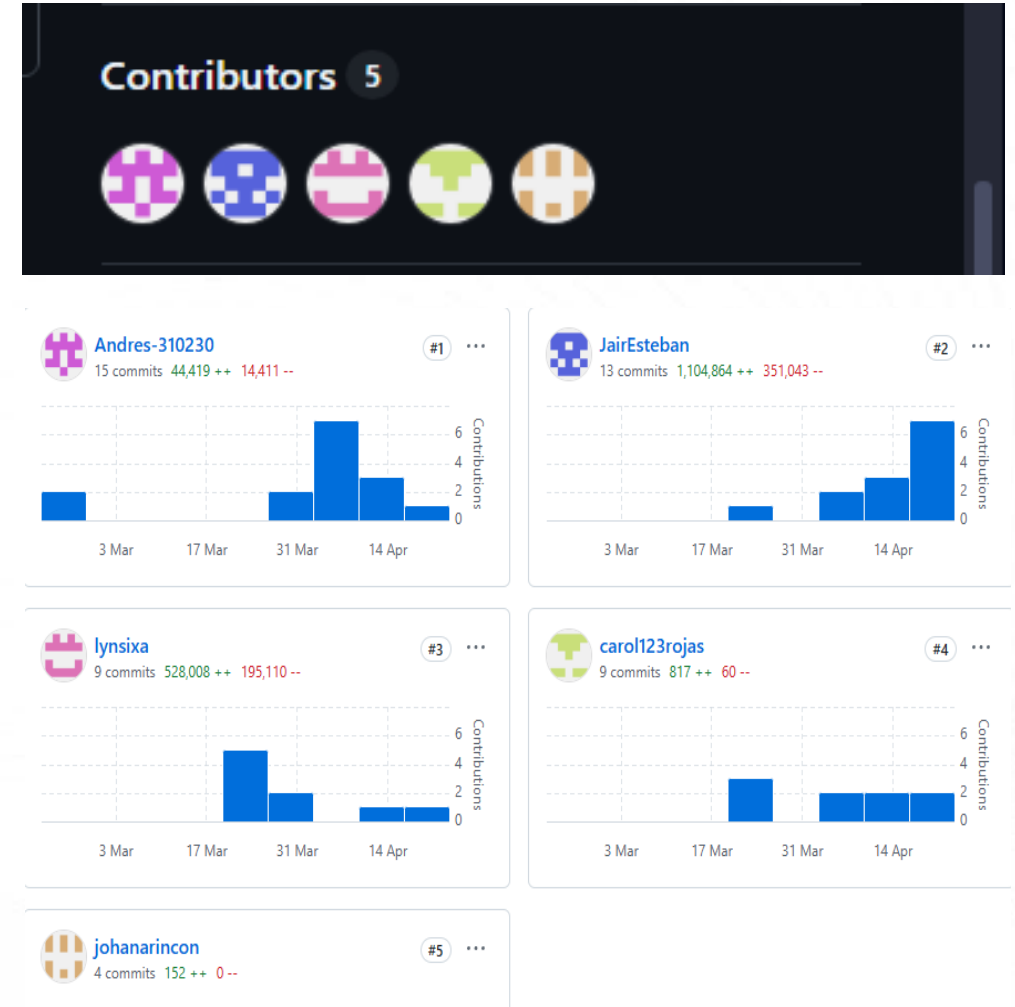 Contributors 5
Andres-310230 #1 ···
15 commits 44,419 ++ 14,411 --
6
4
2
0
Contributions
3 Mar 17 Mar 31 Mar 14 Apr
JairEsteban #2 ···
13 commits 1,104,864 ++ 351,043 --
6
4
2
0
Contributions
3 Mar 17 Mar 31 Mar 14 Apr
lynsixa #3 ···
9 commits 528,008 ++ 195,110 --
6
4
2
0
Contributions
3 Mar 17 Mar 31 Mar 14 Apr
carol123rojas #4 ···
9 commits 817 ++ 60 --
6
4
2
0
Contributions
3 Mar 17 Mar 31 Mar 14 Apr
johanarincon #5 ···
4 commits 152 ++ 0 --